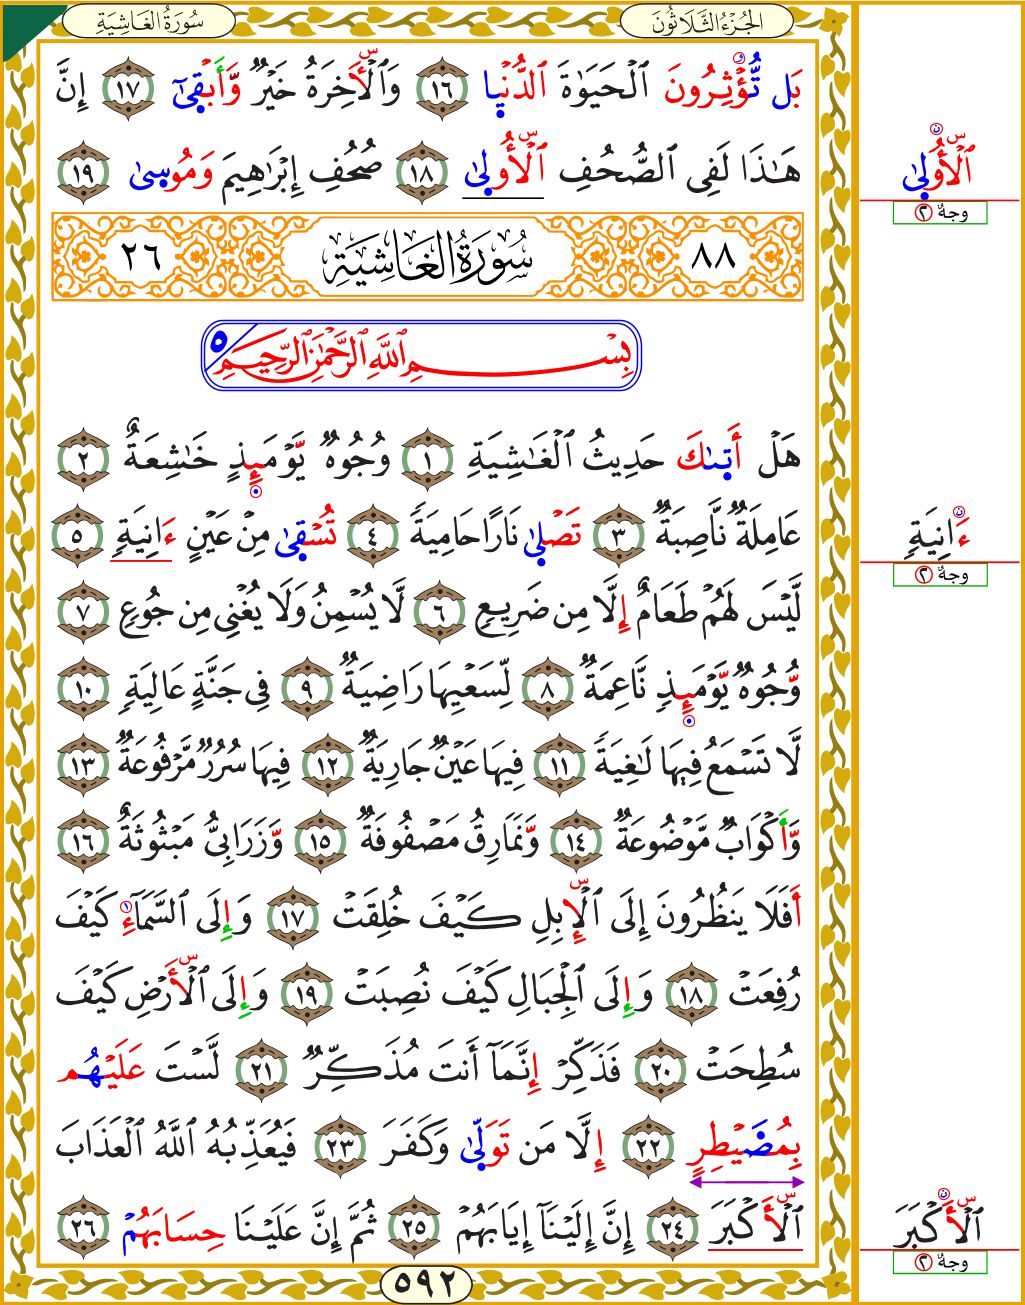 سُورَةُ الغَاشِيَةِ
الجُزْءُ الثَّلَاثُونَ
بَل تُّؤۡثِرُونَ ٱلۡحَيَوٰةَ ٱلدُّنۡيَا ١٦ وَٱلۡأَخِرَةُ خَيۡرٌ وَّأَبۡقَىٰٓ ١٧ إِنَّ
هَٰذَا لَفِي ٱلصُّحُفِ ٱلۡأُولَىٰ ١٨ صُحُفِ إِبۡرَٰهِيمَ وَمُوسَىٰ ١٩
٨٨ سُورَةُ الغَاشِيَةِ ٢٦
بِسۡمِ ٱللَّهِ ٱلرَّحۡمَٰنِ ٱلرَّحِيمِ ٥
هَلۡ أَتَىٰكَ حَدِيثُ ٱلۡغَٰشِيَةِ ١ وُجُوهٌ يَّوۡمَئِذٍ خَٰشِعَةٌ ٢
عَامِلَةٌ نَّاصِبَةٌ ٣ تَصۡلَىٰ نَارًا حَامِيَةً ٤ تُسۡقَىٰ مِنۡ عَيۡنٍ ءَانِيَةٍ ٥
لَّيۡسَ لَهُمۡ طَعَامٌ إِلَّا مِن ضَرِيعٍ ٦ لَّا يُسۡمِنُ وَلَا يُغۡنِي مِن جُوعٍ ٧
وُجُوهٌ يَّوۡمَئِذٍ نَّاعِمَةٌ ٨ لِّسَعۡيِهَا رَاضِيَةٌ ٩ فِي جَنَّةٍ عَالِيَةٍ ١٠
لَّا تَسۡمَعُ فِيهَا لَٰغِيَةً ١١ فِيهَا عَيۡنٌ جَارِيَةٌ ١٢ فِيهَا سُرُرٌ مَّرۡفُوعَةٌ ١٣
وَّأَكۡوَابٌ مَّوۡضُوعَةٌ ١٤ وَّنَمَارِقُ مَصۡفُوفَةٌ ١٥ وَّزَرَابِيُّ مَبۡثُوثَةٌ ١٦
أَفَلَا يَنظُرُونَ إِلَى ٱلۡإِبِلِ كَيۡفَ خُلِقَتۡ ١٧ وَإِلَى ٱلسَّمَآءِ كَيۡفَ
رُفِعَتۡ ١٨ وَإِلَى ٱلۡجِبَالِ كَيۡفَ نُصِبَتۡ ١٩ وَإِلَى ٱلۡأَرۡضِ كَيۡفَ
سُطِحَتۡ ٢٠ فَذَكِّرۡ إِنَّمَآ أَنتَ مُذَكِّرٌ ٢١ لَّسۡتَ عَلَيۡهُم
بِمُصَۜيۡطِرٍ ٢٢ إِلَّا مَن تَوَلَّىٰ وَكَفَرَ ٢٣ فَيُعَذِّبُهُ ٱللَّهُ ٱلۡعَذَابَ
ٱلۡأَكۡبَرَ ٢٤ إِنَّ إِلَيۡنَآ إِيَابَهُمۡ ٢٥ ثُمَّ إِنَّ عَلَيۡنَا حِسَابَهُمۡ ٢٦
٥٩٢
ٱلۡأُولَىٰ
وجهٌ ٢
ءَانِيَةٍ
وجهٌ ٢
ٱلۡأَكۡبَرَ
وجهٌ ٢